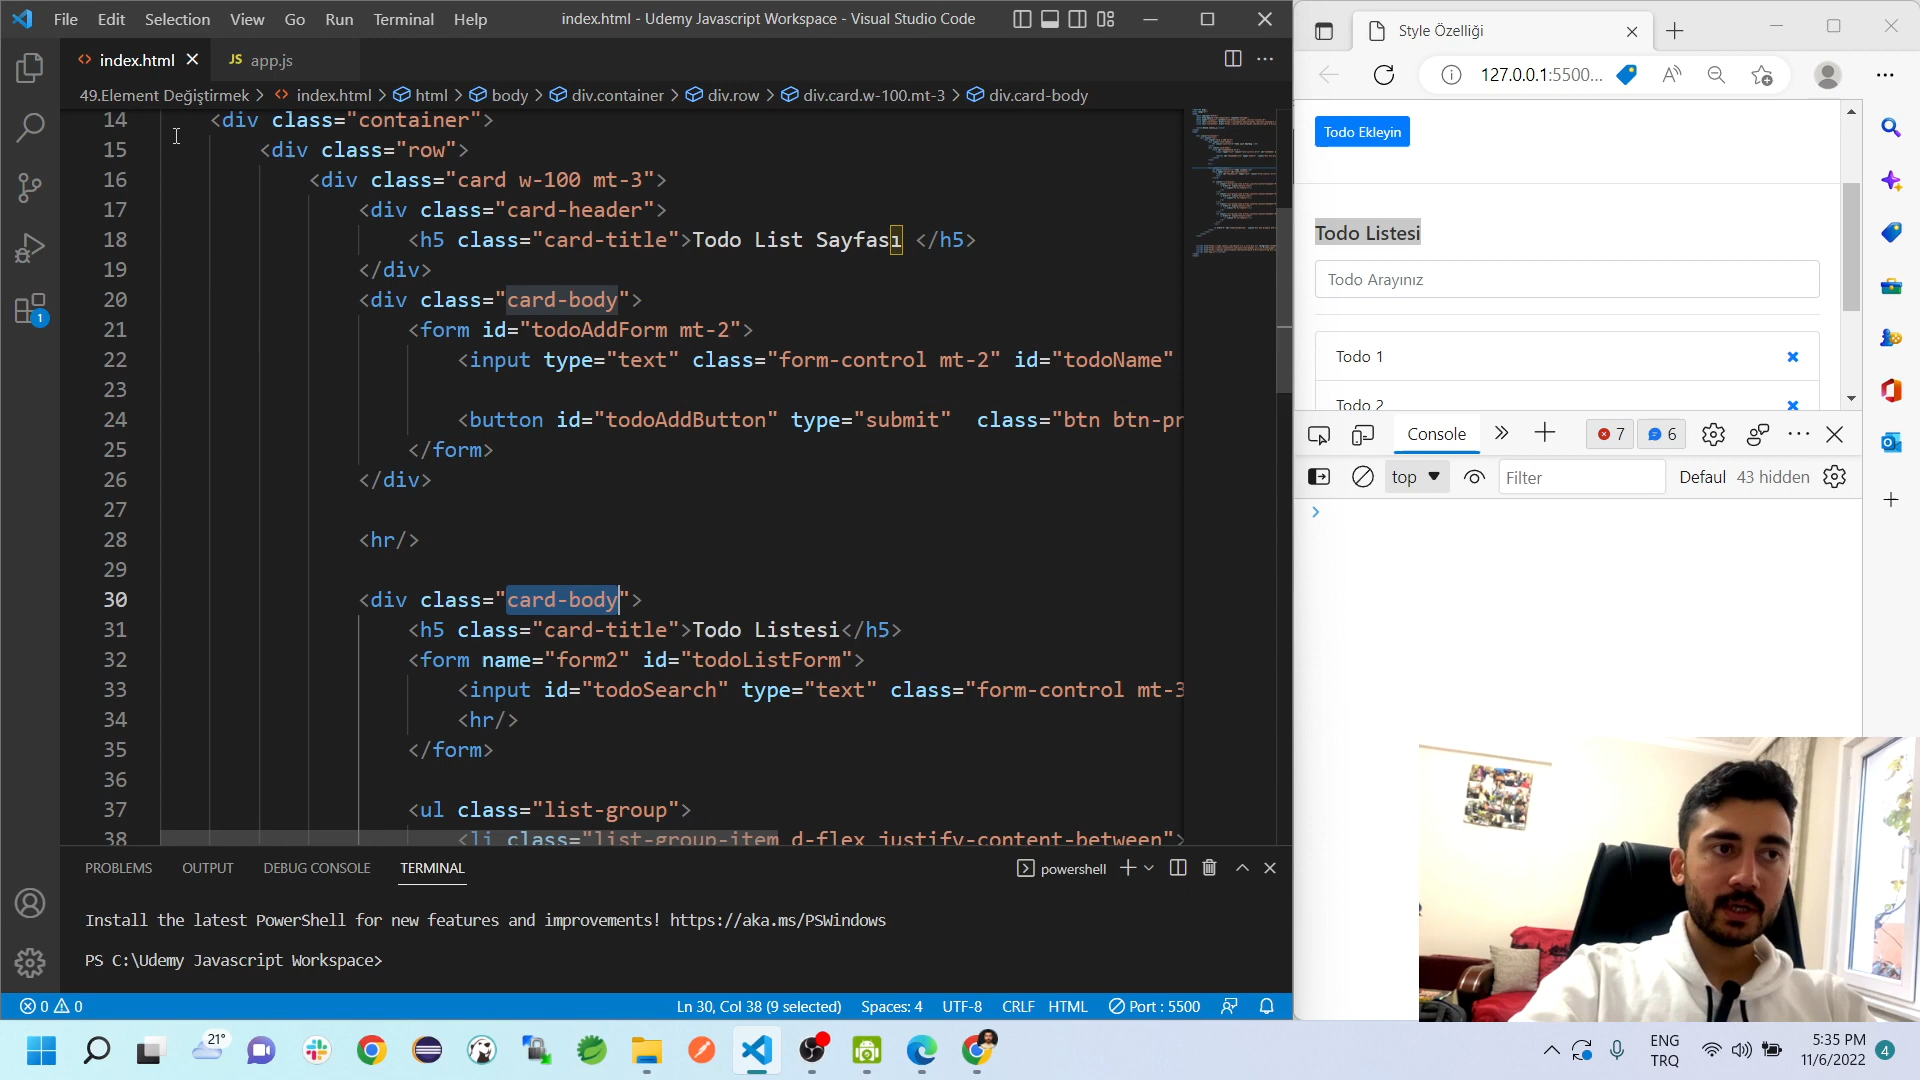 File Edit Selection View Go Run Terminal Help
index.html - Udemy Javascript Workspace - Visual Studio Code
index.html
JS app.js
49.Element Değiştirmek > index.html > html > body > div.container > div.row > div.card.w-100.mt-3 > div.card-body
14 <div class="container">
15 <div class="row">
16 <div class="card w-100 mt-3">
17 <div class="card-header">
18 <h5 class="card-title">Todo List Sayfası </h5>
19 </div>
20 <div class="card-body">
21 <form id="todoAddForm mt-2">
22 <input type="text" class="form-control mt-2" id="todoName"
23
24 <button id="todoAddButton" type="submit" class="btn btn-pr
25 </form>
26 </div>
27
28 <hr/>
29
30 <div class="card-body">
31 <h5 class="card-title">Todo Listesi</h5>
32 <form name="form2" id="todoListForm">
33 <input id="todoSearch" type="text" class="form-control mt-3
34 <hr/>
35 </form>
36
37 <ul class="list-group">
38 <li class="list-group-item d-flex justify-content-between">
1
PROBLEMS OUTPUT DEBUG CONSOLE TERMINAL
powershell
Install the latest PowerShell for new features and improvements! https://aka.ms/PSWindows
PS C:\Udemy Javascript Workspace>
0 0
Ln 30, Col 38 (9 selected) Spaces: 4 UTF-8 CRLF HTML Port : 5500
Style Özelliği
127.0.0.1:5500...
Todo Ekleyin
Todo Listesi
Todo Arayınız
Todo 1
Todo 2
Console
7 6
top Filter Defaul 43 hidden
21°
ENG
TRQ
5:35 PM
11/6/2022
4